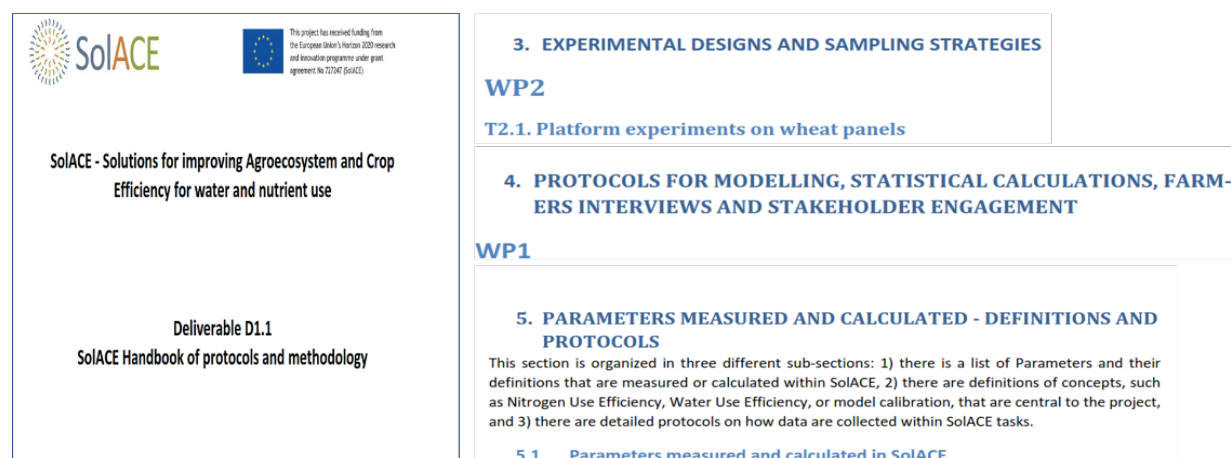 SolACE
This project has received funding from
the European Union's Horizon 2020 research
and innovation programme under grant
agreement No 727247 (SolACE)
SolACE - Solutions for improving Agroecosystem and Crop
Efficiency for water and nutrient use
Deliverable D1.1
SolACE Handbook of protocols and methodology
3. EXPERIMENTAL DESIGNS AND SAMPLING STRATEGIES
WP2
T2.1. Platform experiments on wheat panels
4. PROTOCOLS FOR MODELLING, STATISTICAL CALCULATIONS, FARM-
ERS INTERVIEWS AND STAKEHOLDER ENGAGEMENT
WP1
5. PARAMETERS MEASURED AND CALCULATED - DEFINITIONS AND
PROTOCOLS
This section is organized in three different sub-sections: 1) there is a list of Parameters and their
definitions that are measured or calculated within SolACE, 2) there are definitions of concepts, such
as Nitrogen Use Efficiency, Water Use Efficiency, or model calibration, that are central to the project,
and 3) there are detailed protocols on how data are collected within SolACE tasks.
5.1 Parameters measured and calculated in SolACE